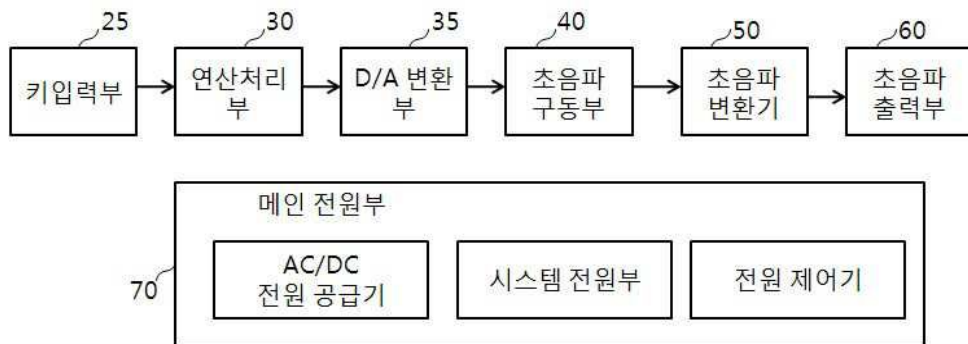 25
30
35
40
50
60
키입력부
연산처리
부
D/A 변환
부
초음파
구동부
초음파
변환기
초음파
출력부
메인 전원부
70
AC/DC
전원 공급기
시스템 전원부
전원 제어기